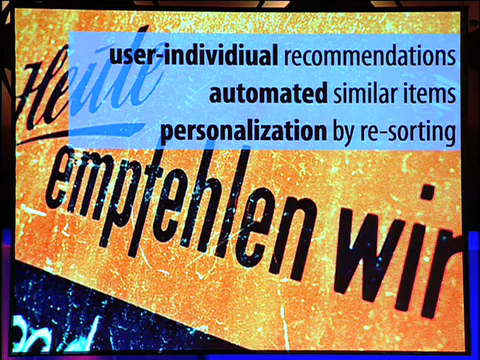 user-individiual recommendations
automated similar items
personalization by re-sorting
Heute
empfehlen wir